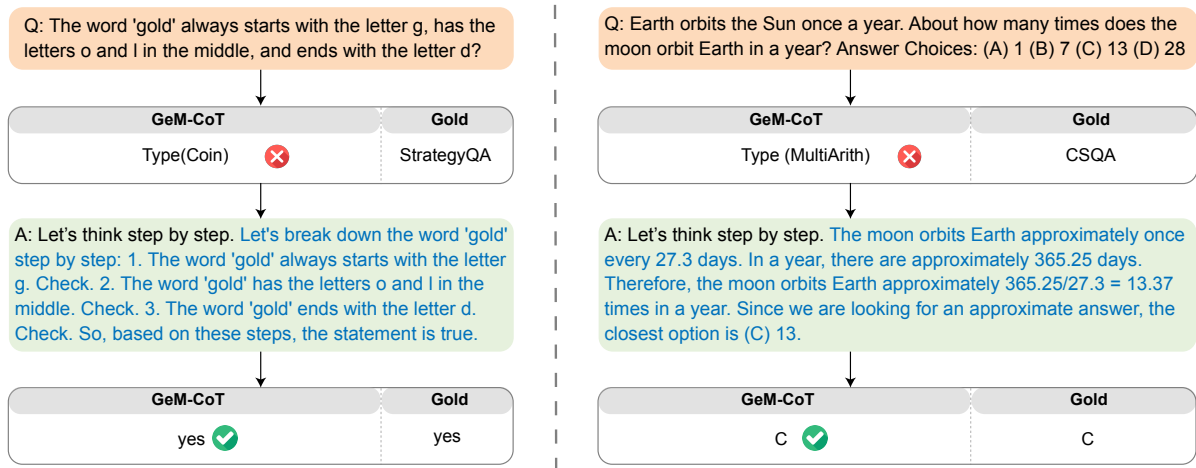 Q: The word 'gold' always starts with the letter g, has the
letters o and l in the middle, and ends with the letter d?
GeM-CoT Gold
Type(Coin) StrategyQA
A: Let's think step by step. Let's break down the word 'gold'
step by step: 1. The word 'gold' always starts with the letter
g. Check. 2. The word 'gold' has the letters o and l in the
middle. Check. 3. The word 'gold' ends with the letter d.
Check. So, based on these steps, the statement is true.
GeM-CoT Gold
yes yes
Q: Earth orbits the Sun once a year. About how many times does the
moon orbit Earth in a year? Answer Choices: (A) 1 (B) 7 (C) 13 (D) 28
GeM-CoT Gold
Type (MultiArith) CSQA
A: Let's think step by step. The moon orbits Earth approximately once
every 27.3 days. In a year, there are approximately 365.25 days.
Therefore, the moon orbits Earth approximately 365.25/27.3 = 13.37
times in a year. Since we are looking for an approximate answer, the
closest option is (C) 13.
GeM-CoT Gold
C C